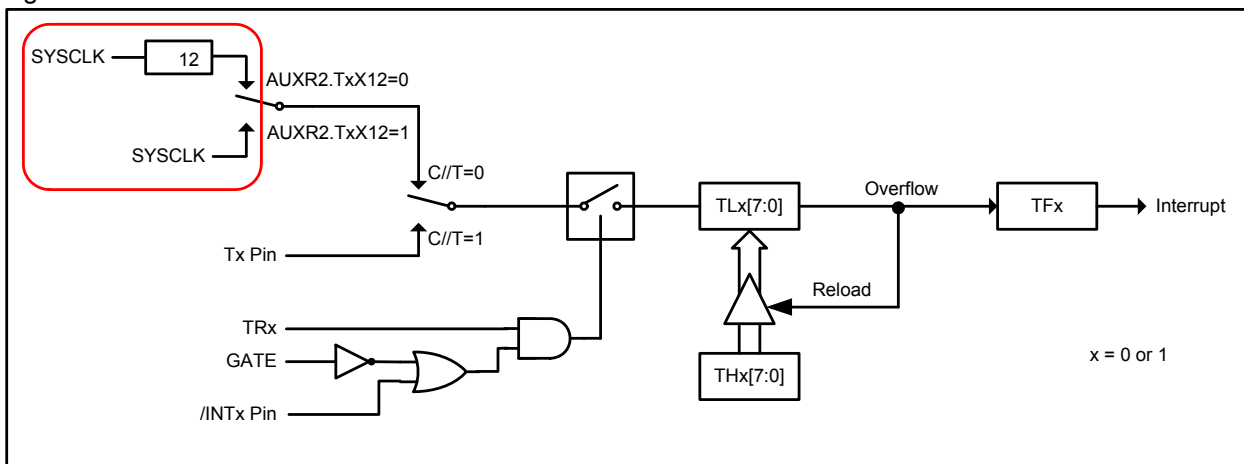 SYSCLK
12
AUXR2.TxX12=0
AUXR2.TxX12=1
SYSCLK
C//T=0
C//T=1
Tx Pin
TLx[7:0]
Overflow
TFx
Interrupt
Reload
TRx
GATE
/INTx Pin
THx[7:0]
x = 0 or 1